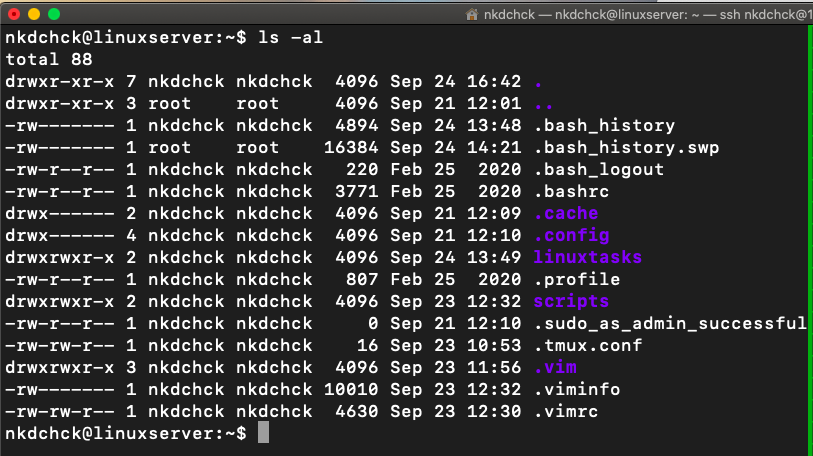 nkdchck — nkdchck@linuxserver: ~ — ssh nkdchck@1
nkdchck@linuxserver:~$ ls -al
total 88
drwxr-xr-x 7 nkdchck nkdchck  4096 Sep 24 16:42 .
drwxr-xr-x 3 root    root     4096 Sep 21 12:01 ..
-rw------- 1 nkdchck nkdchck  4894 Sep 24 13:48 .bash_history
-rw------- 1 root    root    16384 Sep 24 14:21 .bash_history.swp
-rw-r--r-- 1 nkdchck nkdchck   220 Feb 25  2020 .bash_logout
-rw-r--r-- 1 nkdchck nkdchck  3771 Feb 25  2020 .bashrc
drwx------ 2 nkdchck nkdchck  4096 Sep 21 12:09 .cache
drwx------ 4 nkdchck nkdchck  4096 Sep 21 12:10 .config
drwxrwxr-x 2 nkdchck nkdchck  4096 Sep 24 13:49 linuxtasks
-rw-r--r-- 1 nkdchck nkdchck   807 Feb 25  2020 .profile
drwxrwxr-x 2 nkdchck nkdchck  4096 Sep 23 12:32 scripts
-rw-r--r-- 1 nkdchck nkdchck     0 Sep 21 12:10 .sudo_as_admin_successful
-rw-rw-r-- 1 nkdchck nkdchck    16 Sep 23 10:53 .tmux.conf
drwxrwxr-x 3 nkdchck nkdchck  4096 Sep 23 11:56 .vim
-rw------- 1 nkdchck nkdchck 10010 Sep 23 12:32 .viminfo
-rw-rw-r-- 1 nkdchck nkdchck  4630 Sep 23 12:30 .vimrc
nkdchck@linuxserver:~$